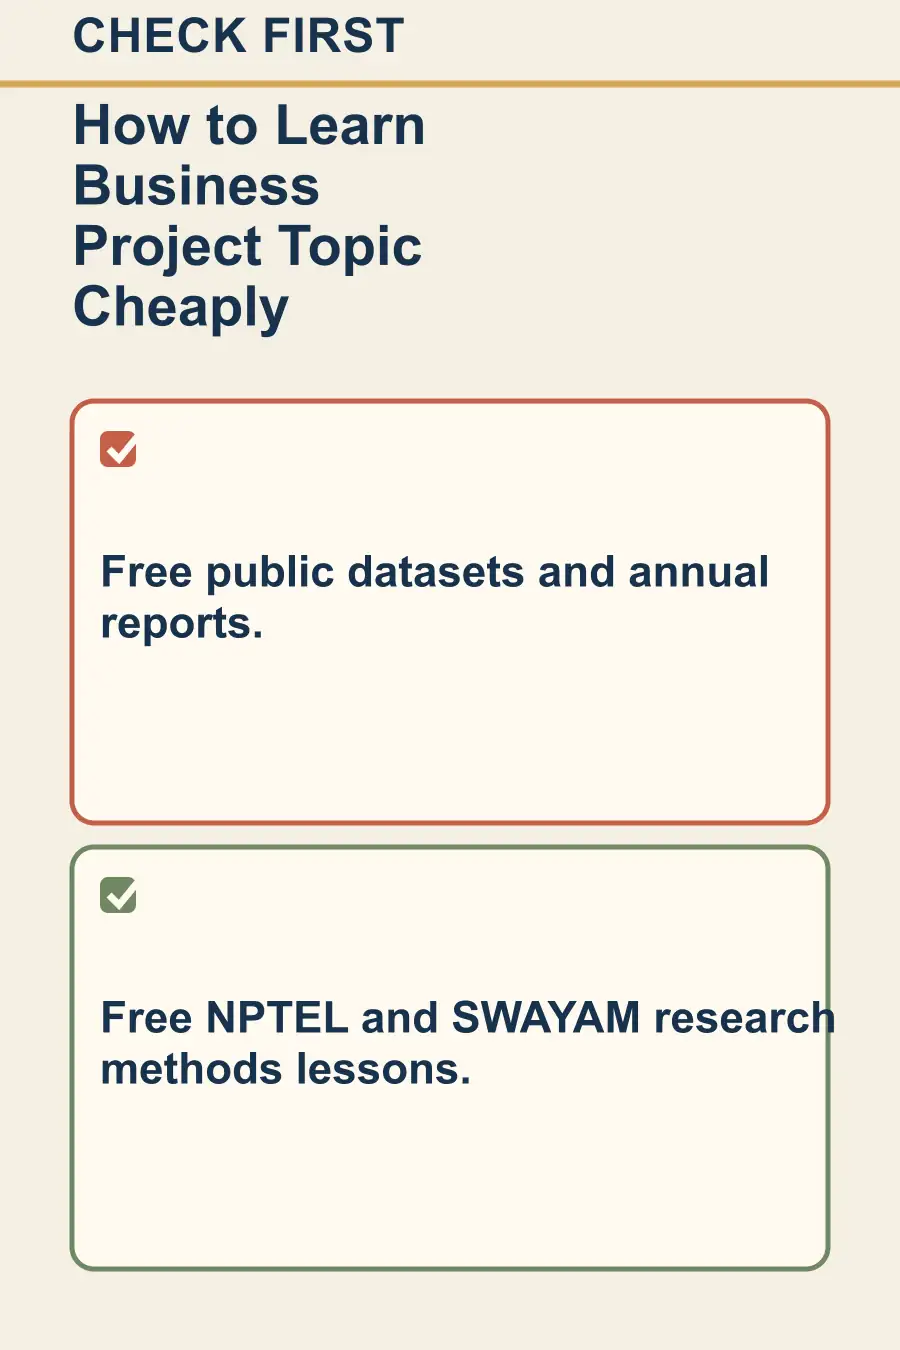 CHECK FIRST
How to Learn
Business
Project Topic
Cheaply
Free public datasets and annual
reports.
Free NPTEL and SWAYAM research
methods lessons.